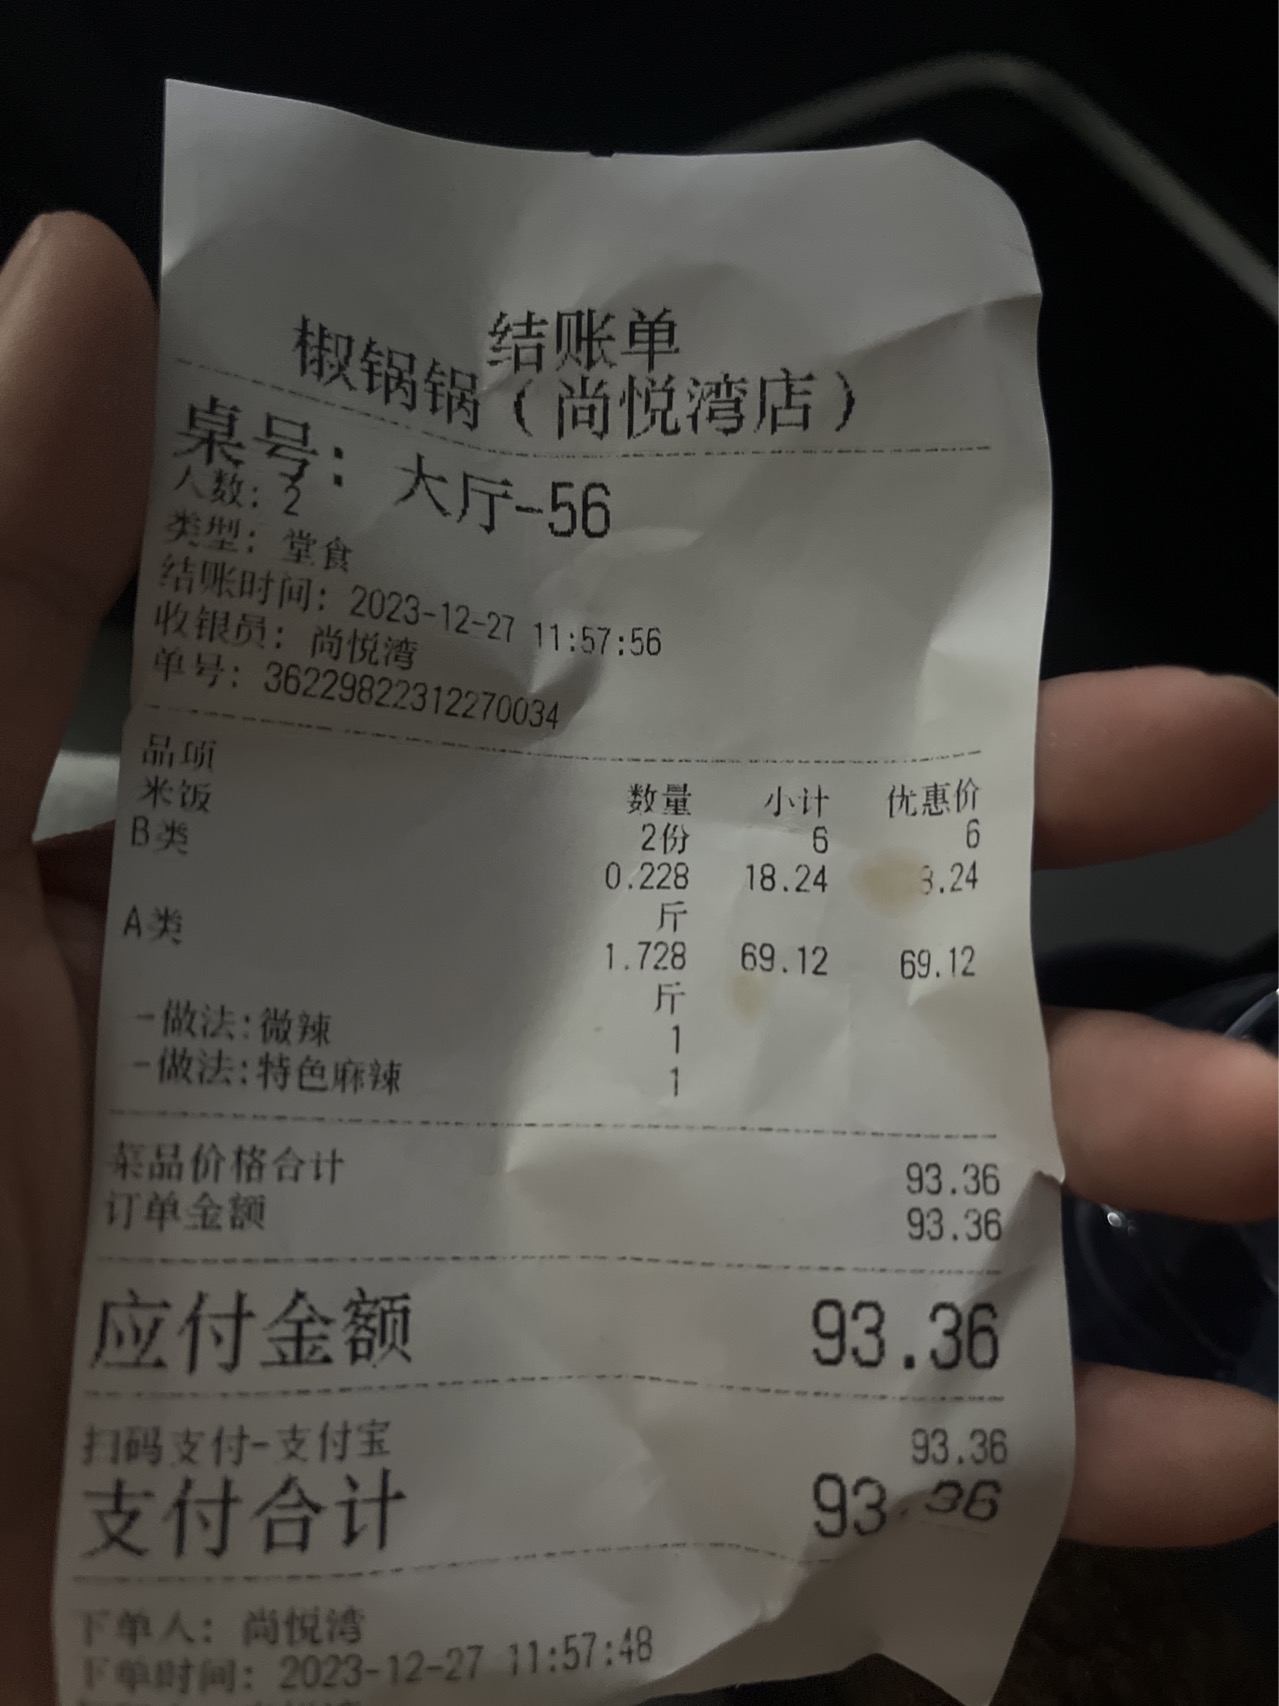 结账单
椒锅锅（尚悦湾店）
桌号: 大厅-56
人数: 2
类型: 堂食
结账时间: 2023-12-27 11:57:56
收银员: 尚悦湾
单号: 36229822312270034
品项 数量 小计 优惠价
米饭 2份 6 6
B类 0.228 18.24 8.24
斤
A类 1.728 69.12 69.12
斤
-做法:微辣 1
-做法:特色麻辣 1
菜品价格合计 93.36
订单金额 93.36
应付金额 93.36
扫码支付-支付宝 93.36
支付合计 93.36
下单人: 尚悦湾
下单时间: 2023-12-27 11:57:48